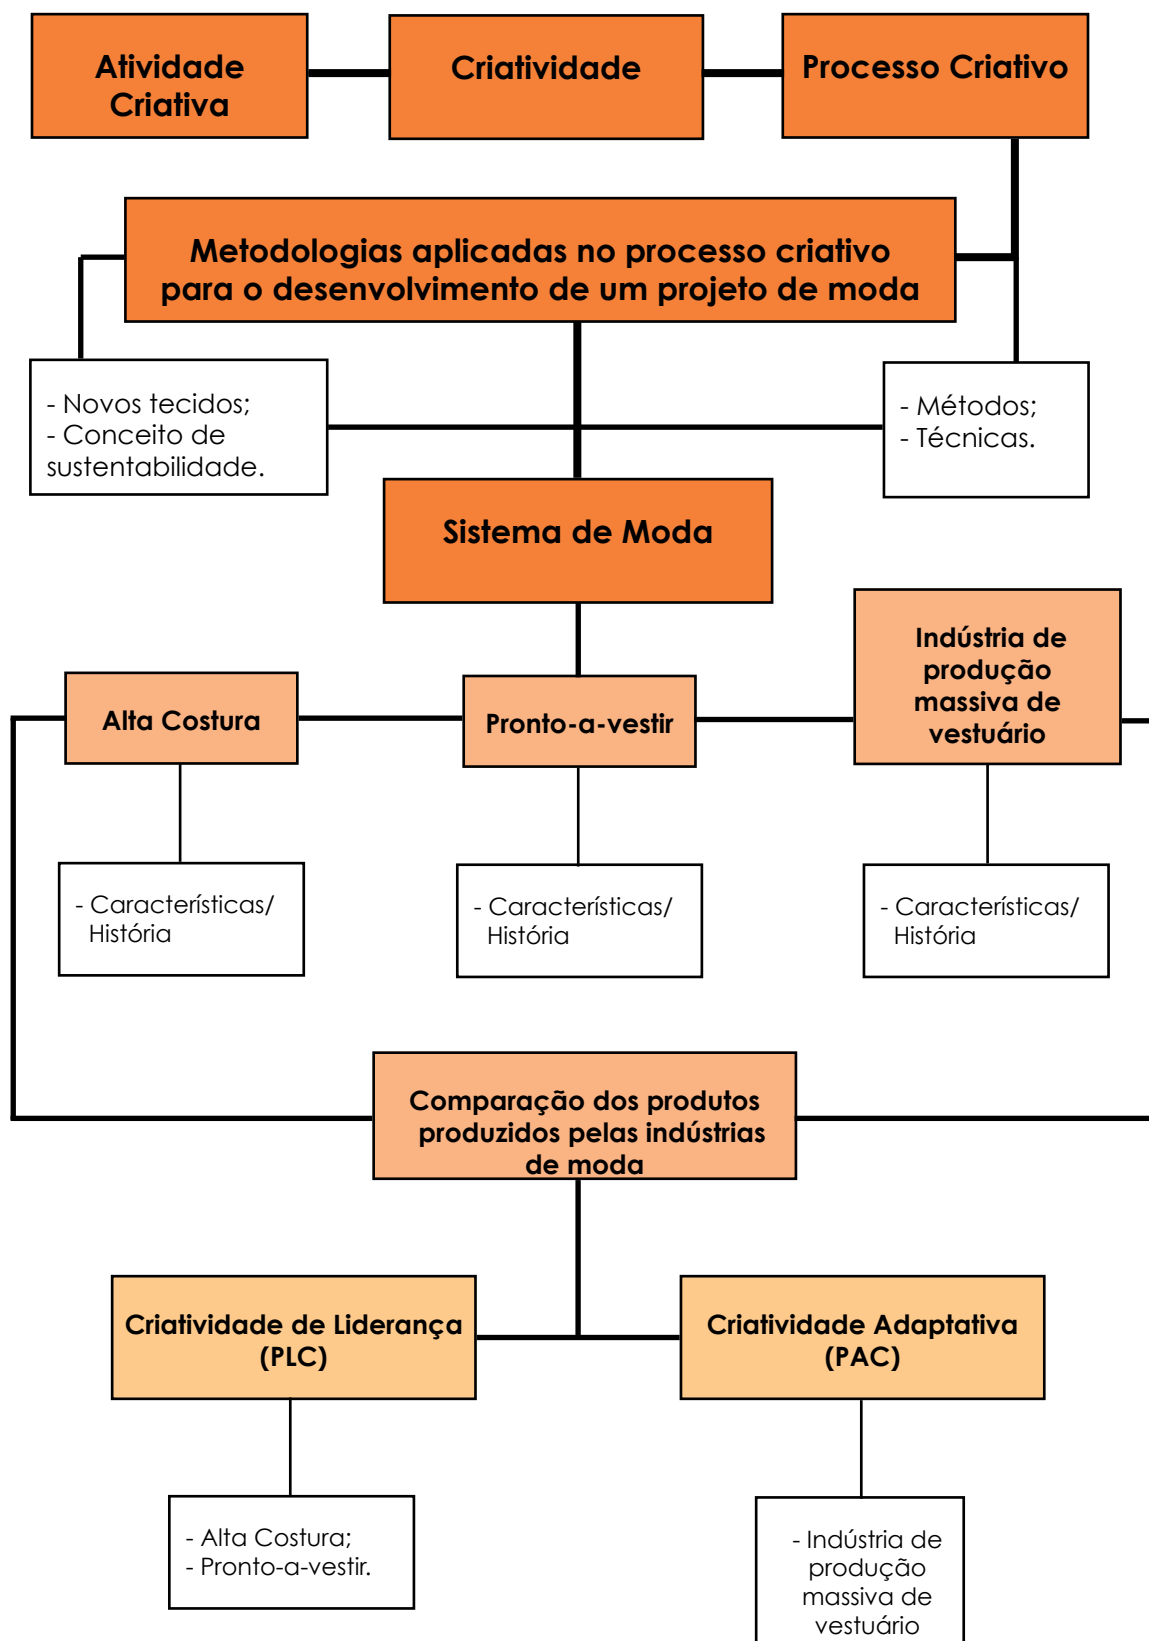 Atividade
Criativa
Criatividade
Processo Criativo
Metodologias aplicadas no processo criativo
para o desenvolvimento de um projeto de moda
- Novos tecidos;
- Conceito de
sustentabilidade.
- Métodos;
- Técnicas.
Sistema de Moda
Alta Costura
Pronto-a-vestir
Indústria de
produção
massiva de
vestuário
- Características/
História
- Características/
História
- Características/
História
Comparação dos produtos
produzidos pelas indústrias
de moda
Criatividade de Liderança
(PLC)
Criatividade Adaptativa
(PAC)
- Alta Costura;
- Pronto-a-vestir.
- Indústria de
produção
massiva de
vestuário